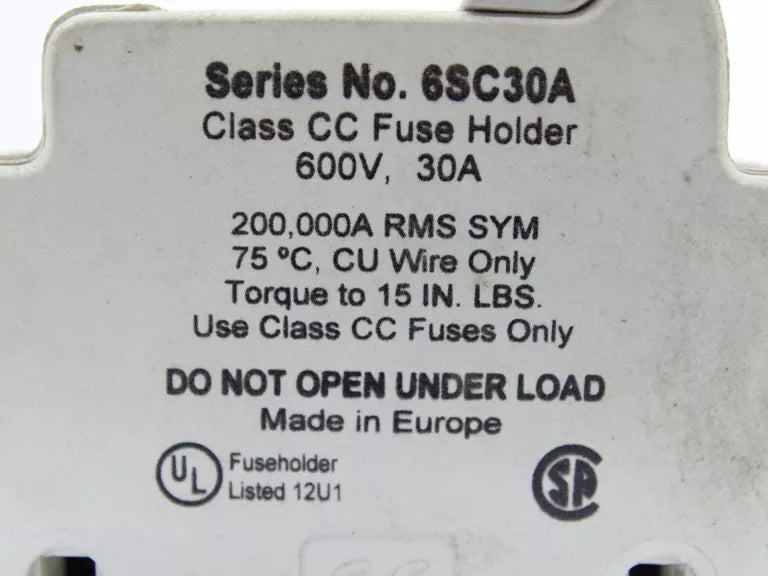 Series No. 6SC30A
Class CC Fuse Holder
600V, 30A
200,000A RMS SYM
75 ºC, CU Wire Only
Torque to 15 IN. LBS.
Use Class CC Fuses Only
DO NOT OPEN UNDER LOAD
Made in Europe
UL Fuseholder
Listed 12U1
SA